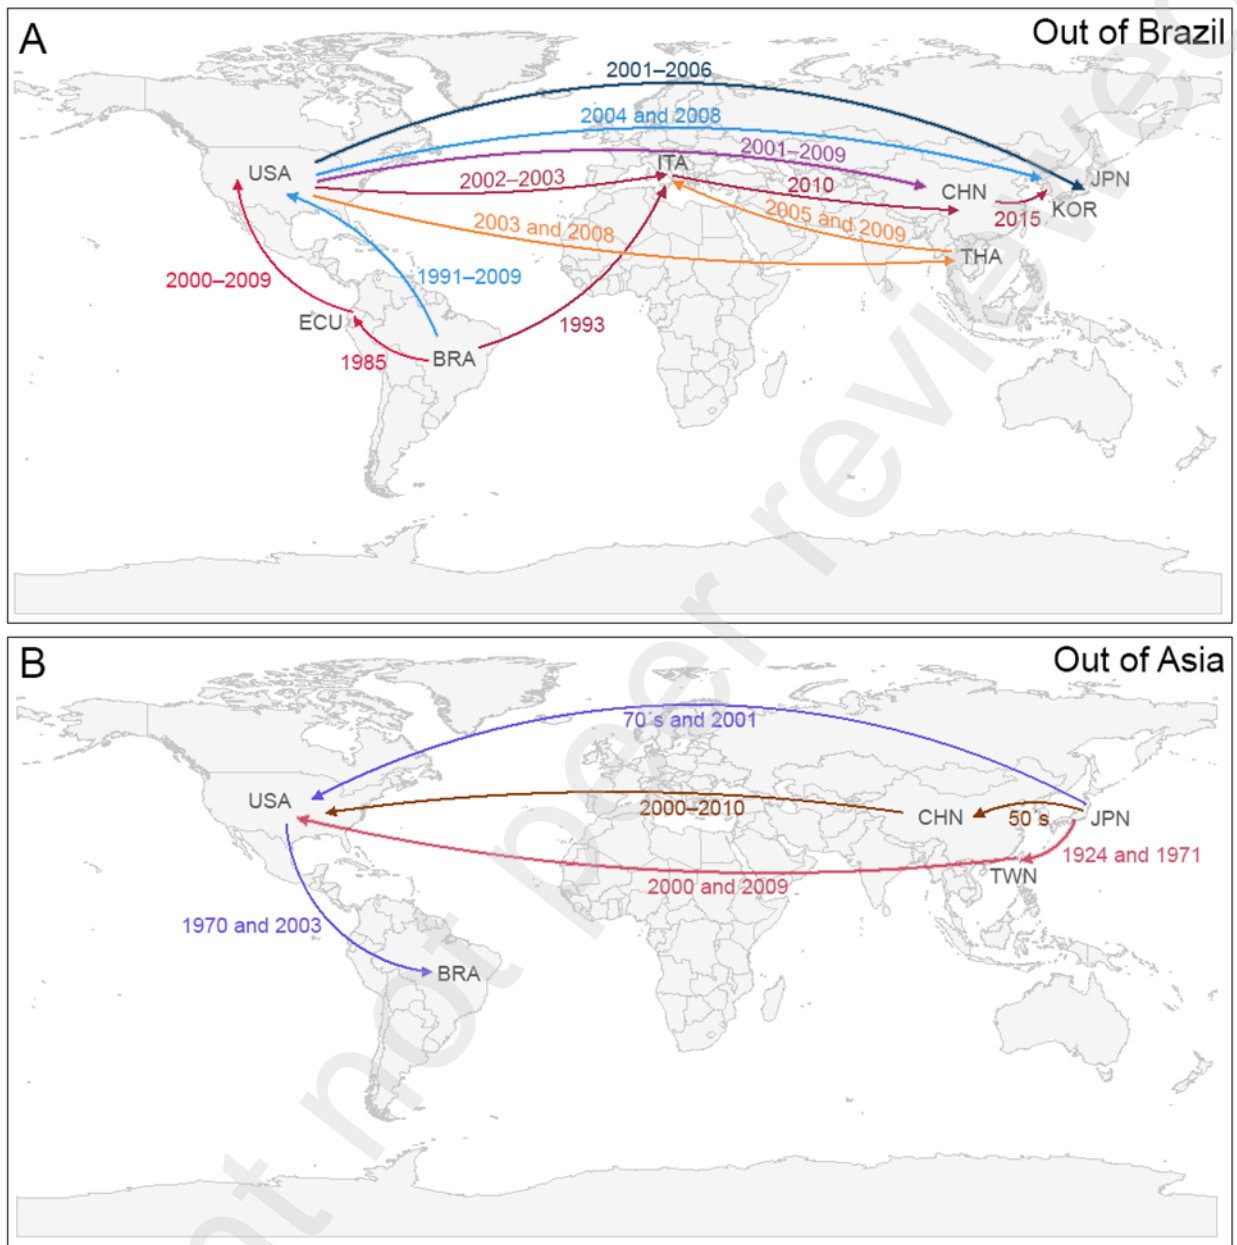 A
Out of Brazil
2001–2006
2004 and 2008
2001–2009
USA
ITA
2002–2003
2010
CHN
JPN
KOR
2015
2003 and 2008
2005 and 2009
THA
2000–2009
1991–2009
ECU
1993
1985
BRA
B
Out of Asia
70´s and 2001
USA
2000–2010
CHN
50´s
JPN
1924 and 1971
TWN
2000 and 2009
1970 and 2003
BRA
not peer reviewed